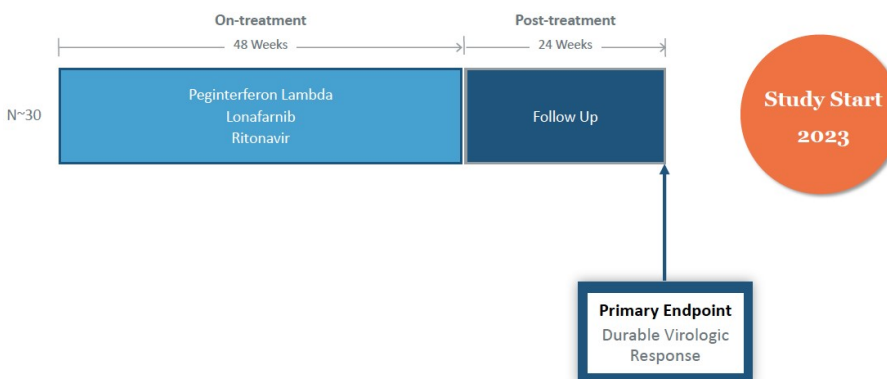 On-treatment
Post-treatment
48 Weeks
24 Weeks
N~30
Peginterferon Lambda
Lonafarnib
Ritonavir
Follow Up
Study Start
2023
Primary Endpoint
Durable Virologic
Response